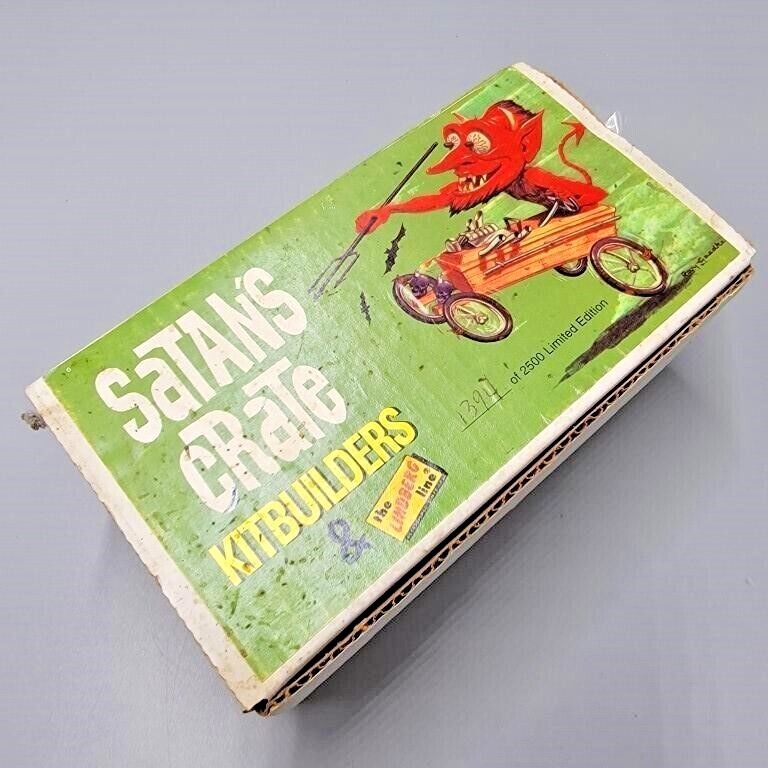 SATAN'S
CRATE
KITBUILDERS
& the
LINDBERG
line®
1394 of 2500 Limited Edition